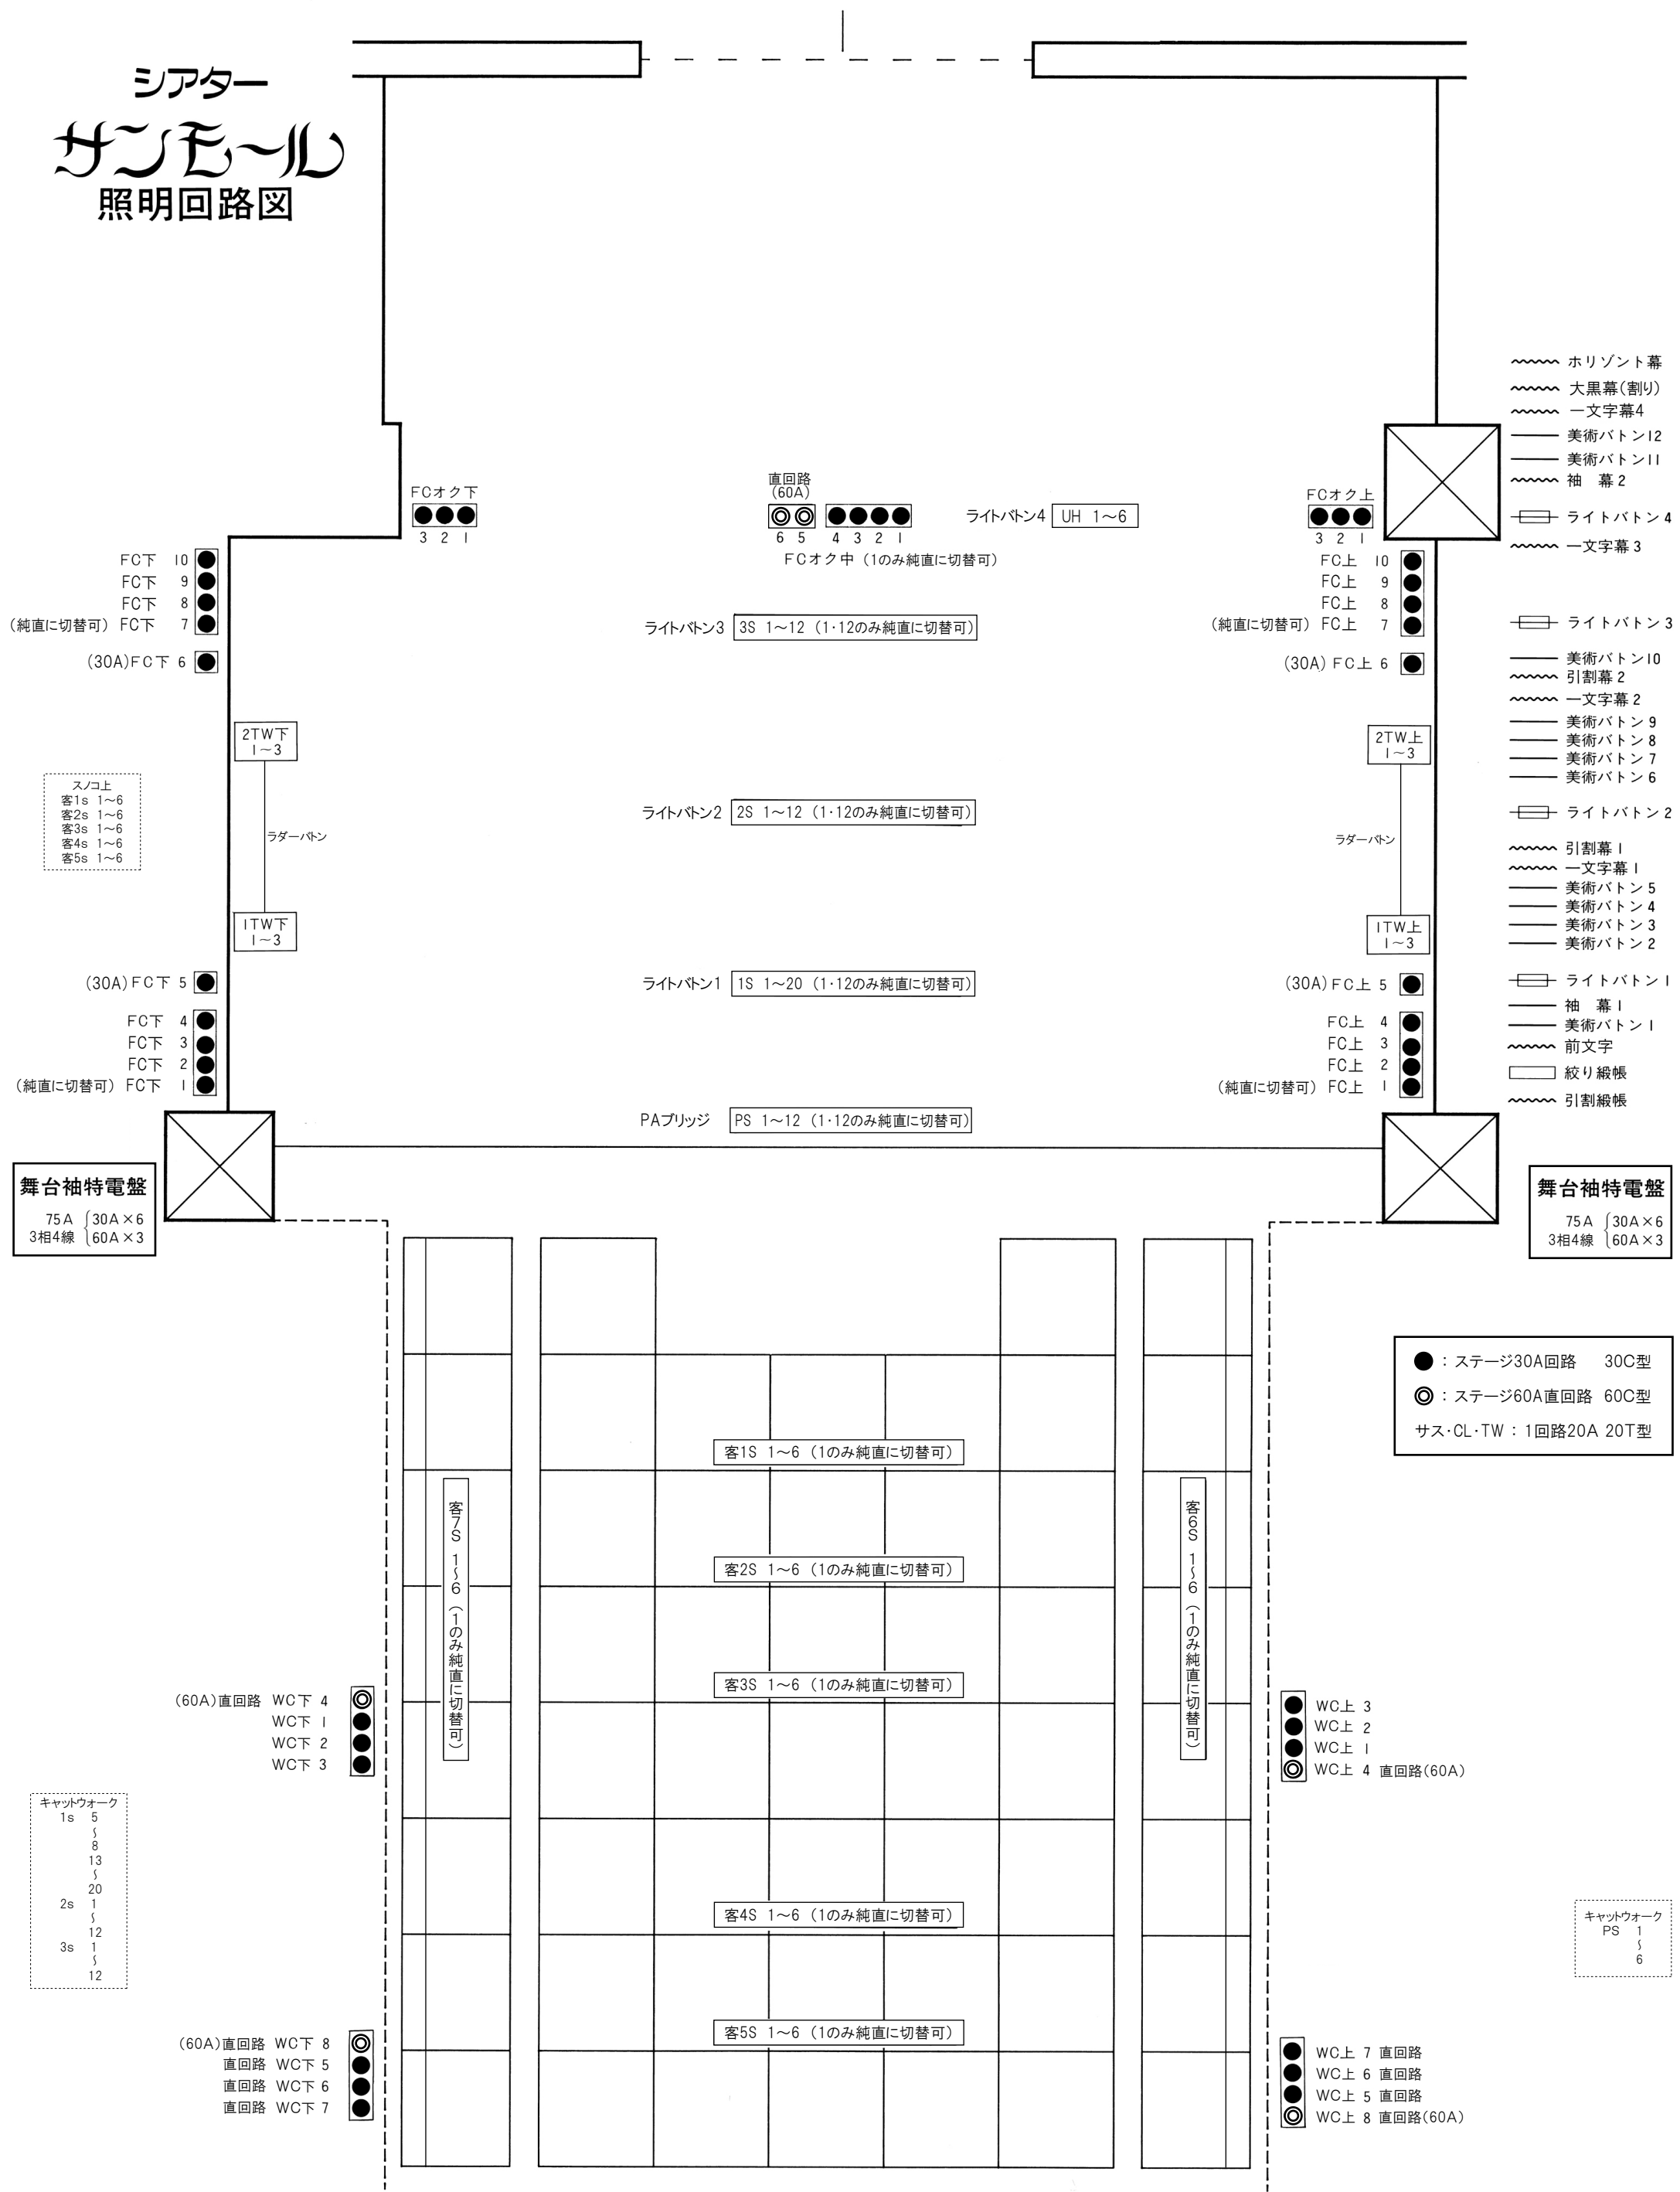 シアター
サンモール
照明回路図
ホリゾント幕
大黒幕(割り)
一文字幕4
美術バトン12
美術バトン11
袖 幕2
ライトバトン4
一文字幕3
ライトバトン3
美術バトン10
引割幕2
一文字幕2
美術バトン9
美術バトン8
美術バトン7
美術バトン6
ライトバトン2
引割幕1
一文字幕1
美術バトン5
美術バトン4
美術バトン3
美術バトン2
ライトバトン1
袖 幕1
美術バトン1
前文字
絞り緞帳
引割緞帳
FCオク下
3 2 1
直回路
(60A)
6 5 4 3 2 1
FCオク中(1のみ純直に切替可)
ライトバトン4 UH 1~6
FCオク上
3 2 1
FC下 10
FC下 9
FC下 8
(純直に切替可) FC下 7
(30A)FC下 6
FC上 10
FC上 9
FC上 8
(純直に切替可) FC上 7
(30A)FC上 6
ライトバトン3 3S 1~12 (1・12のみ純直に切替可)
2TW下
1~3
ラダーバトン
1TW下
1~3
2TW上
1~3
ラダーバトン
1TW上
1~3
スノコ上
客1s 1~6
客2s 1~6
客3s 1~6
客4s 1~6
客5s 1~6
ライトバトン2 2S 1~12 (1・12のみ純直に切替可)
ライトバトン1 1S 1~20 (1・12のみ純直に切替可)
(30A)FC下 5
FC下 4
FC下 3
FC下 2
(純直に切替可) FC下 1
(30A)FC上 5
FC上 4
FC上 3
FC上 2
(純直に切替可) FC上 1
PAブリッジ PS 1~12 (1・12のみ純直に切替可)
舞台袖特電盤
75A 30A×6
3相4線 60A×3
舞台袖特電盤
75A 30A×6
3相4線 60A×3
●:ステージ30A回路 30C型
◎:ステージ60A直回路 60C型
サス・CL・TW:1回路20A 20T型
客1S 1~6 (1のみ純直に切替可)
客2S 1~6 (1のみ純直に切替可)
客3S 1~6 (1のみ純直に切替可)
客4S 1~6 (1のみ純直に切替可)
客5S 1~6 (1のみ純直に切替可)
客7S 1~6 (1のみ純直に切替可)
客6S 1~6 (1のみ純直に切替可)
(60A)直回路 WC下 4
WC下 1
WC下 2
WC下 3
WC上 3
WC上 2
WC上 1
WC上 4 直回路(60A)
キャットウォーク
1s 5
~
8
13
~
20
2s 1
~
12
3s 1
~
12
キャットウォーク
PS 1
~
6
(60A)直回路 WC下 8
直回路 WC下 5
直回路 WC下 6
直回路 WC下 7
WC上 7 直回路
WC上 6 直回路
WC上 5 直回路
WC上 8 直回路(60A)